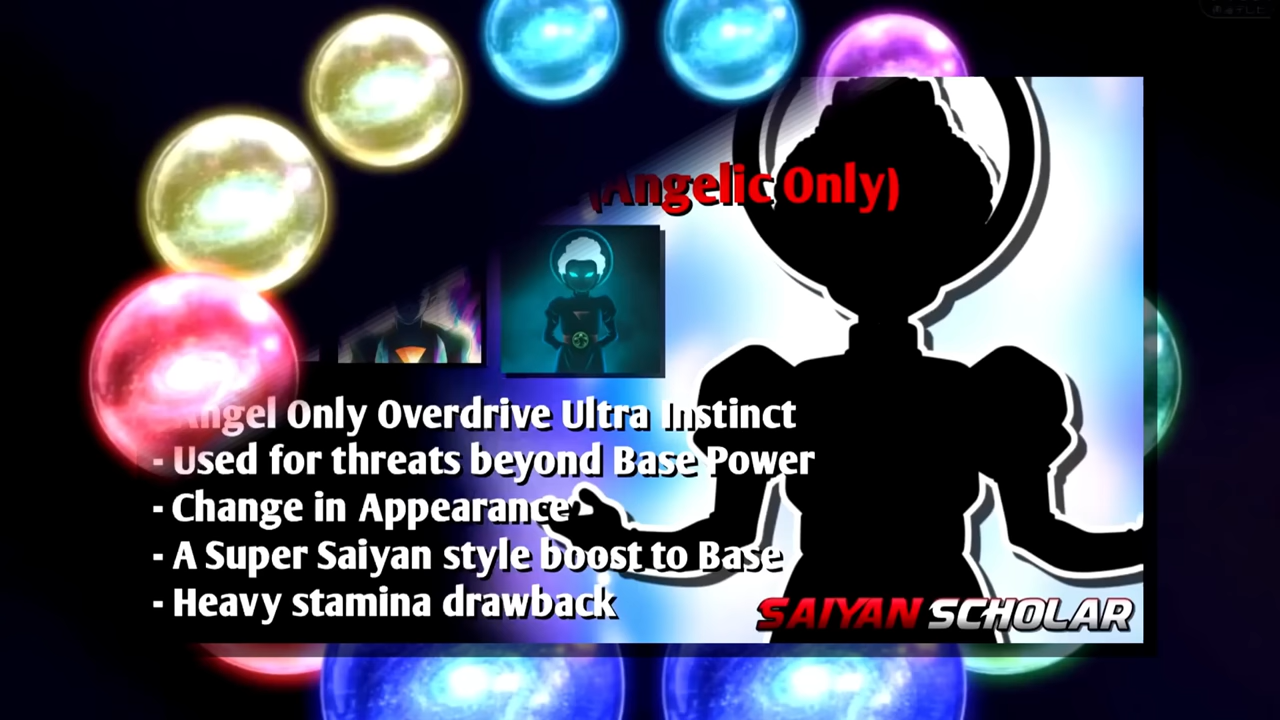 (Angelic Only)
Angel Only Overdrive Ultra Instinct
- Used for threats beyond Base Power
- Change in Appearance
- A Super Saiyan style boost to Base
- Heavy stamina drawback
SAIYAN SCHOLAR